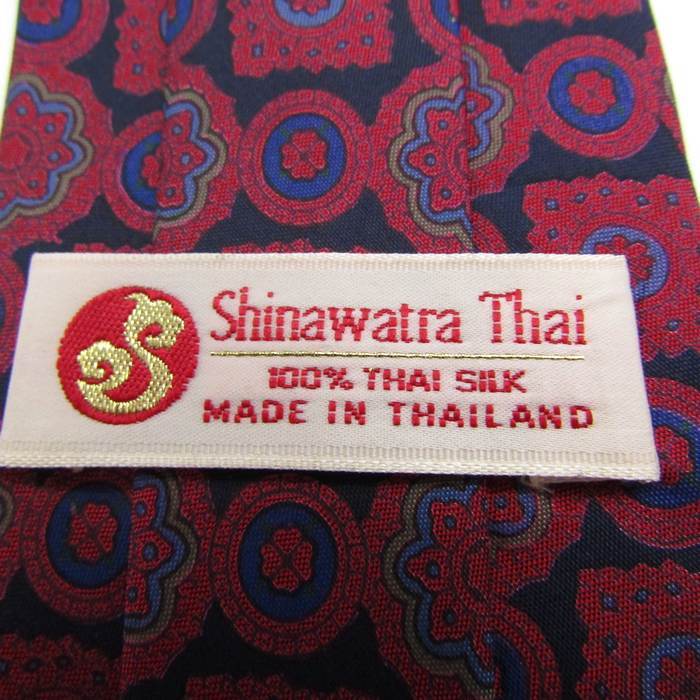 Shinawatra Thai
100% THAI SILK
MADE IN THAILAND